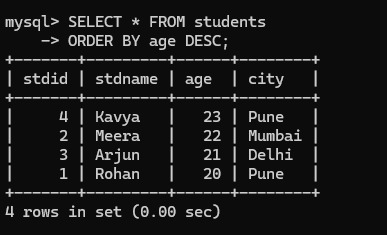 mysql> SELECT * FROM students
    -> ORDER BY age DESC;
+-------+---------+------+--------+
| stdid | stdname | age  | city   |
+-------+---------+------+--------+
|     4 | Kavya   |   23 | Pune   |
|     2 | Meera   |   22 | Mumbai |
|     3 | Arjun   |   21 | Delhi  |
|     1 | Rohan   |   20 | Pune   |
+-------+---------+------+--------+
4 rows in set (0.00 sec)